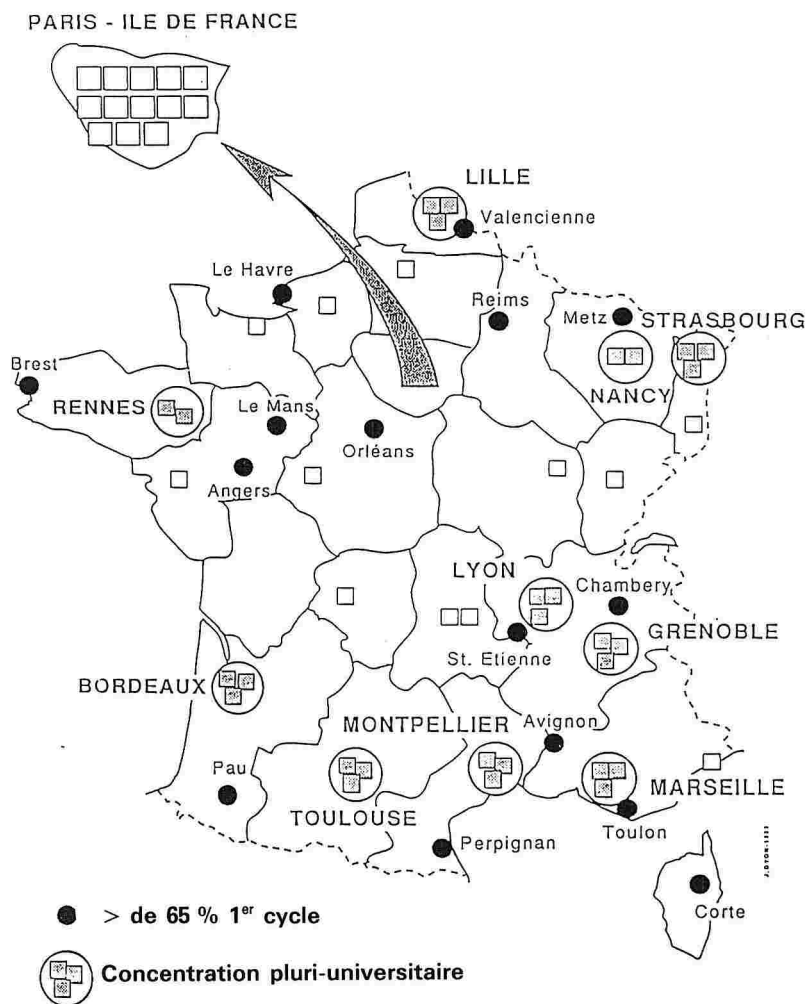 PARIS - ILE DE FRANCE
LILLE
Valencienne
Le Havre
Reims
Metz
STRASBOURG
Brest
NANCY
RENNES
Le Mans
Orléans
Angers
LYON
Chambery
GRENOBLE
St. Etienne
BORDEAUX
MONTPELLIER
Avignon
Pau
MARSEILLE
TOULOUSE
Toulon
Perpignan
Corte
> de 65 % 1er cycle
Concentration pluri-universitaire